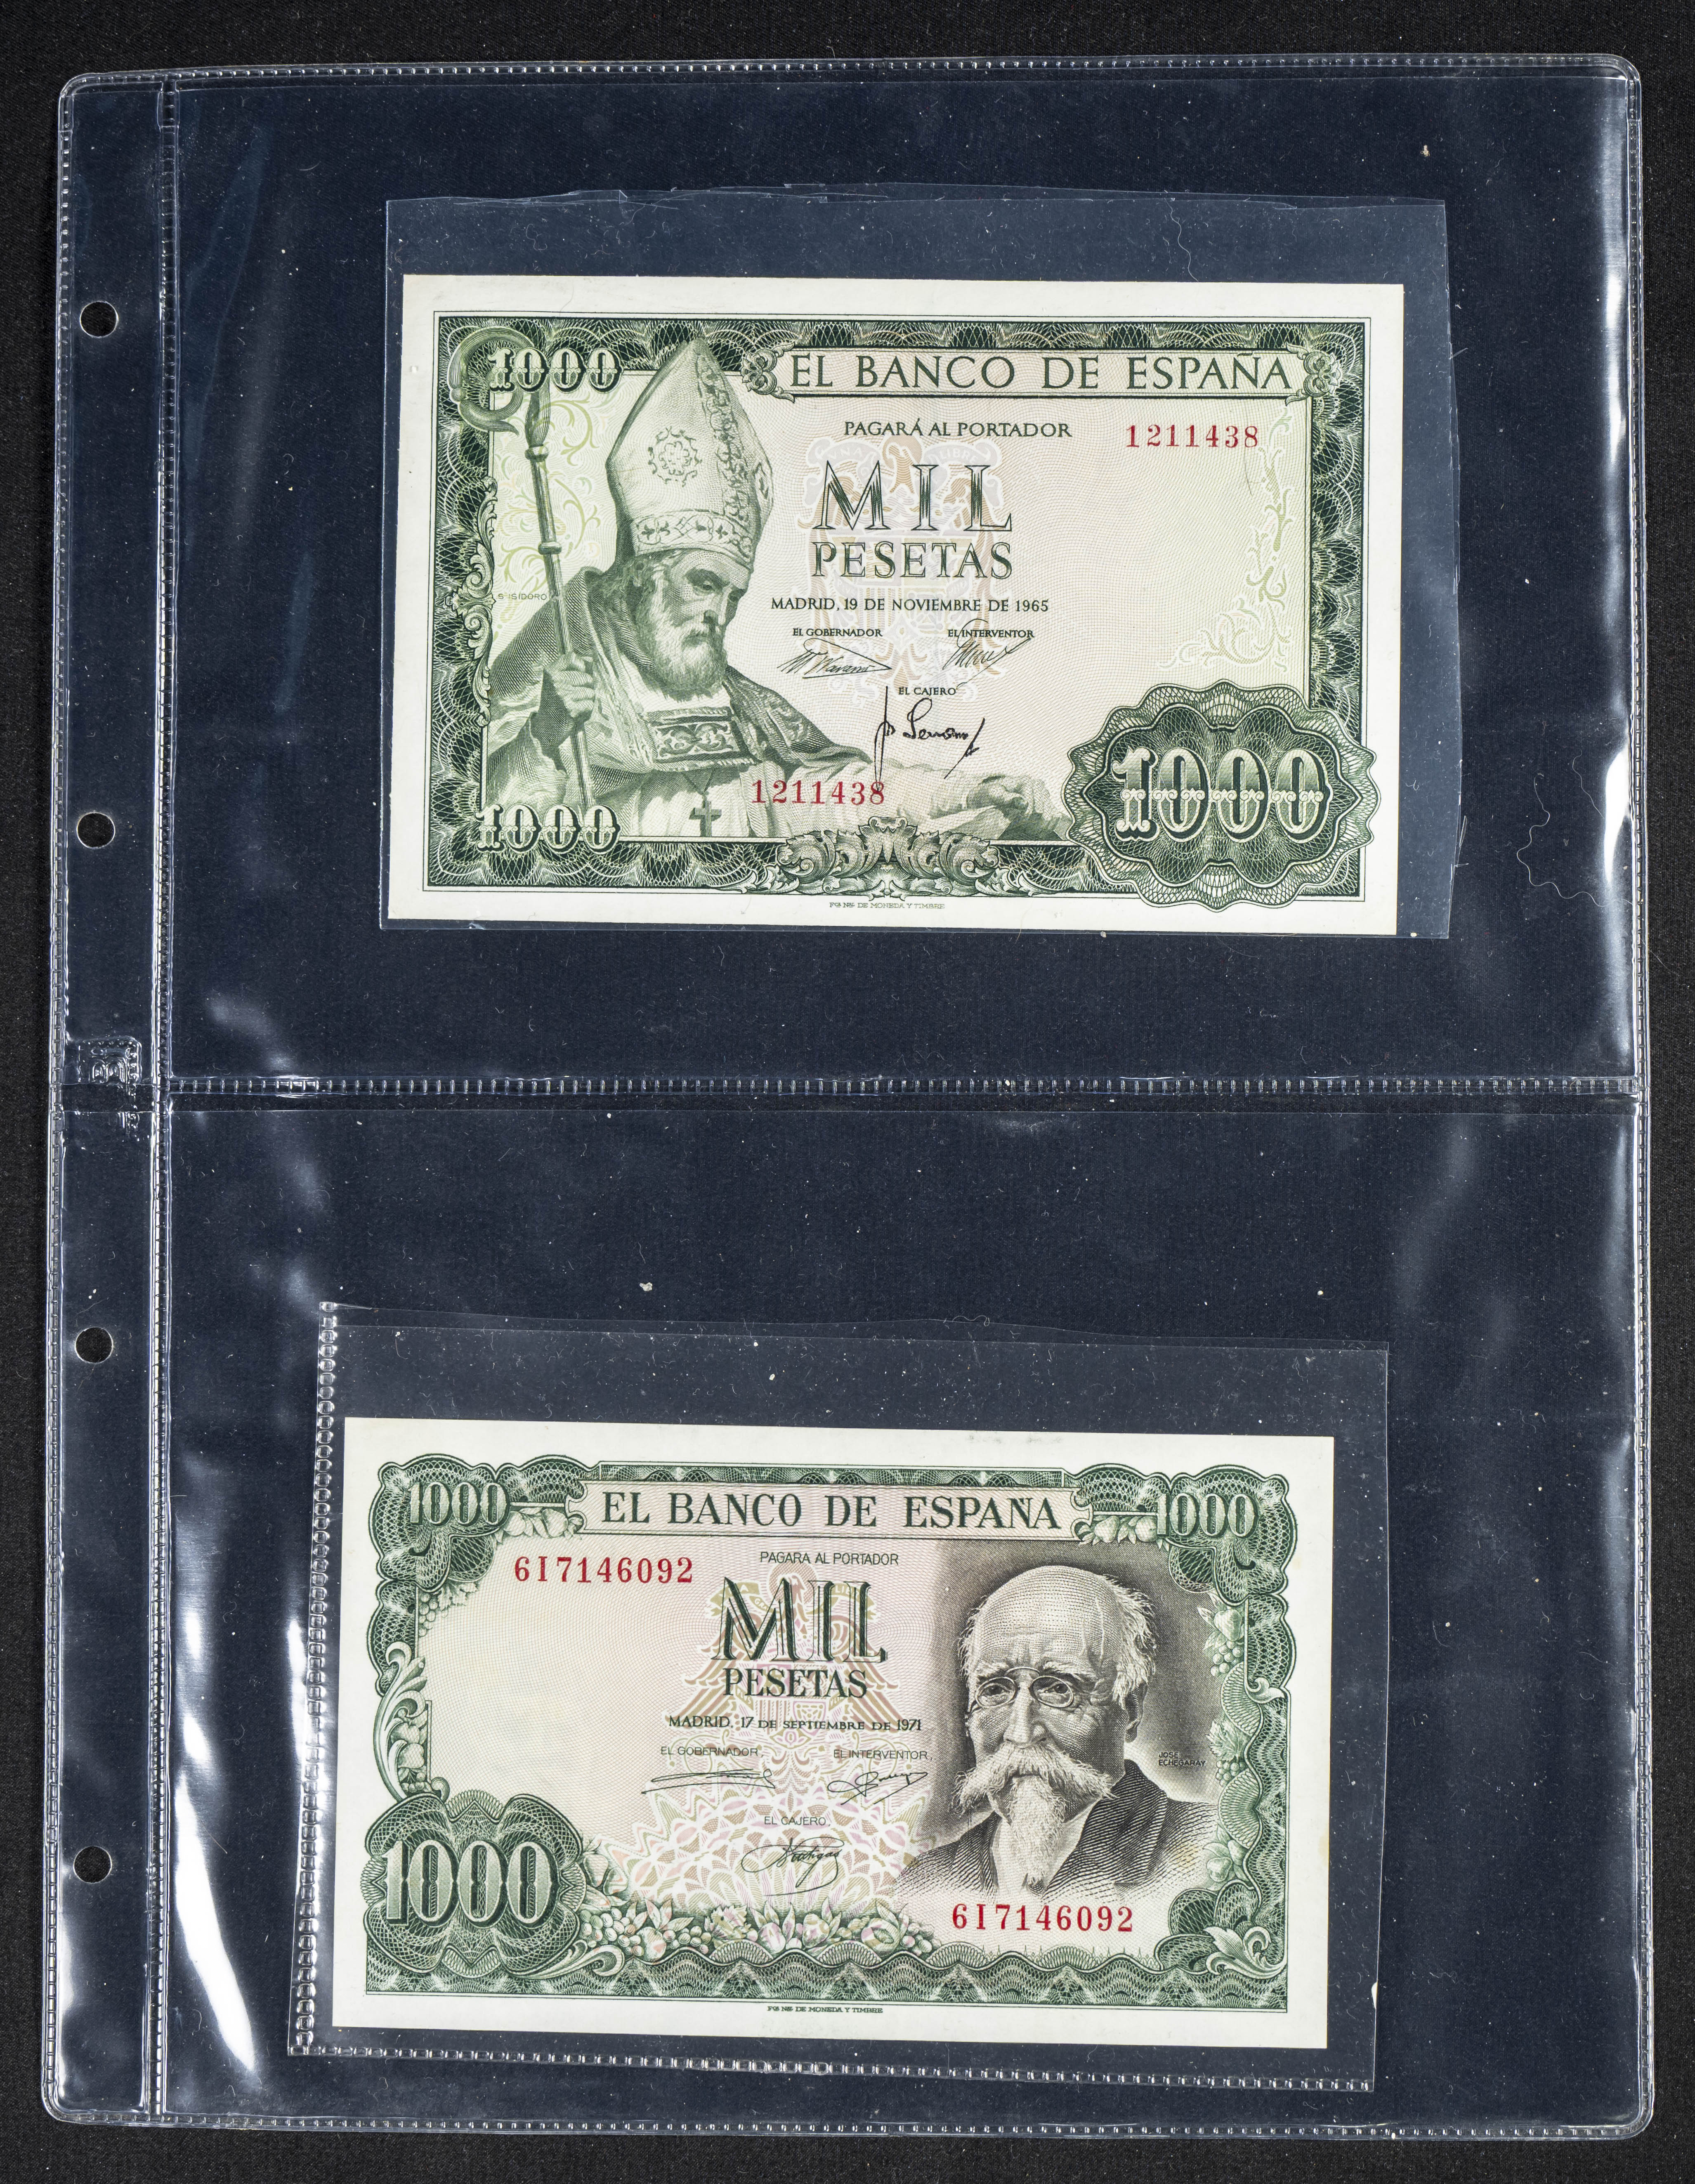 1000
EL BANCO DE ESPAÑA
PAGARÁ AL PORTADOR
1211438
MIL
PESETAS
S. ISIDORO
MADRID, 19 DE NOVIEMBRE DE 1965
EL GOBERNADOR
EL INTERVENTOR
EL CAJERO
1211438
1000
1000
FCA NAL DE MONEDA Y TIMBRE
1000
EL BANCO DE ESPAÑA
1000
6I7146092
PAGARA AL PORTADOR
MIL
PESETAS
MADRID, 17 DE SEPTIEMBRE DE 1971
EL GOBERNADOR
EL INTERVENTOR
JOSE
ECHEGARAY
EL CAJERO
1000
6I7146092
FCA NAL DE MONEDA Y TIMBRE